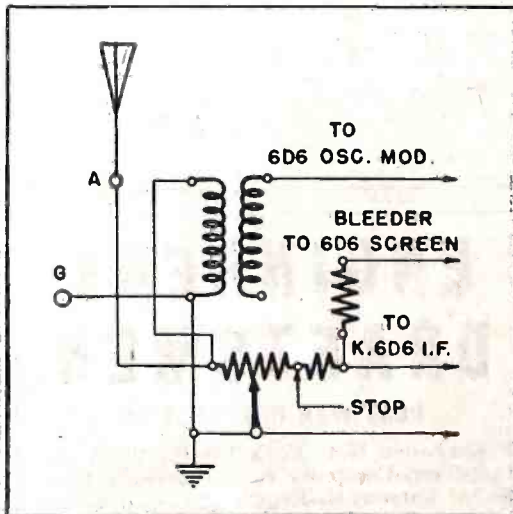 TO
6D6 OSC. MOD.
A
BLEEDER
TO 6D6 SCREEN
G
TO
K.6D6 I.F.
STOP